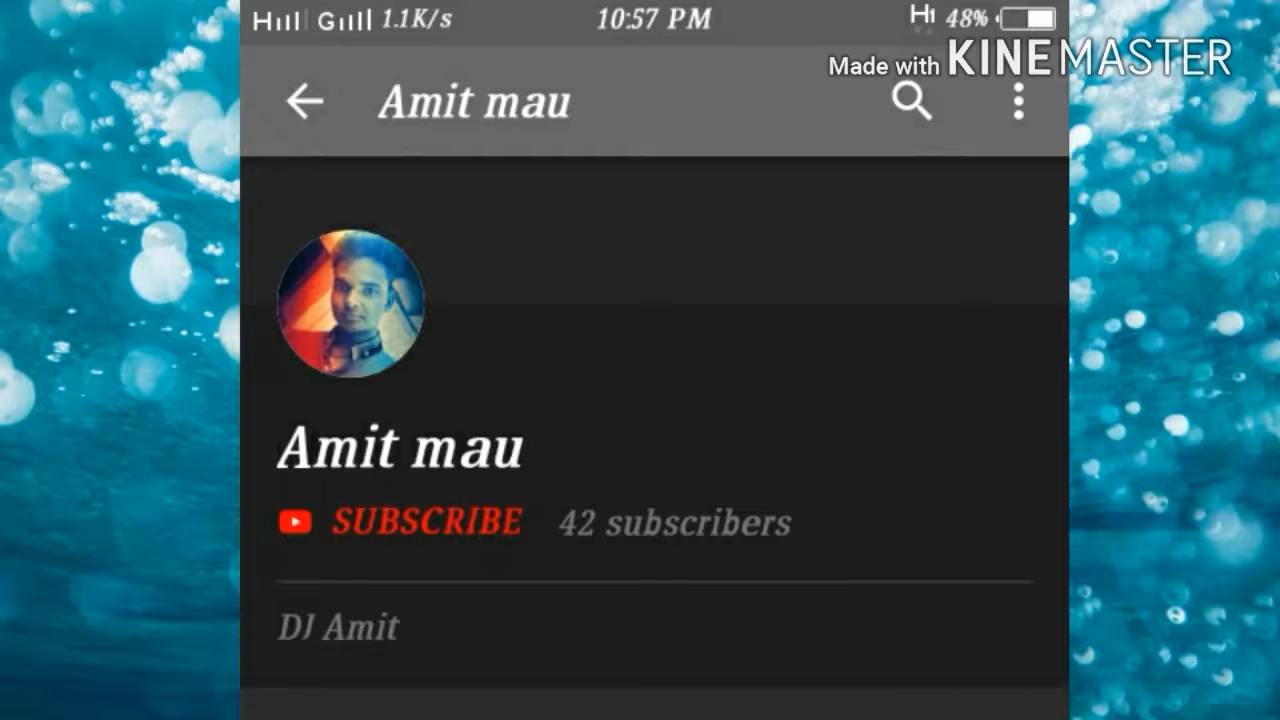 H G 1.1K/s 10:57 PM H 48%
Made with KINEMASTER
Amit mau
Amit mau
SUBSCRIBE 42 subscribers
DJ Amit